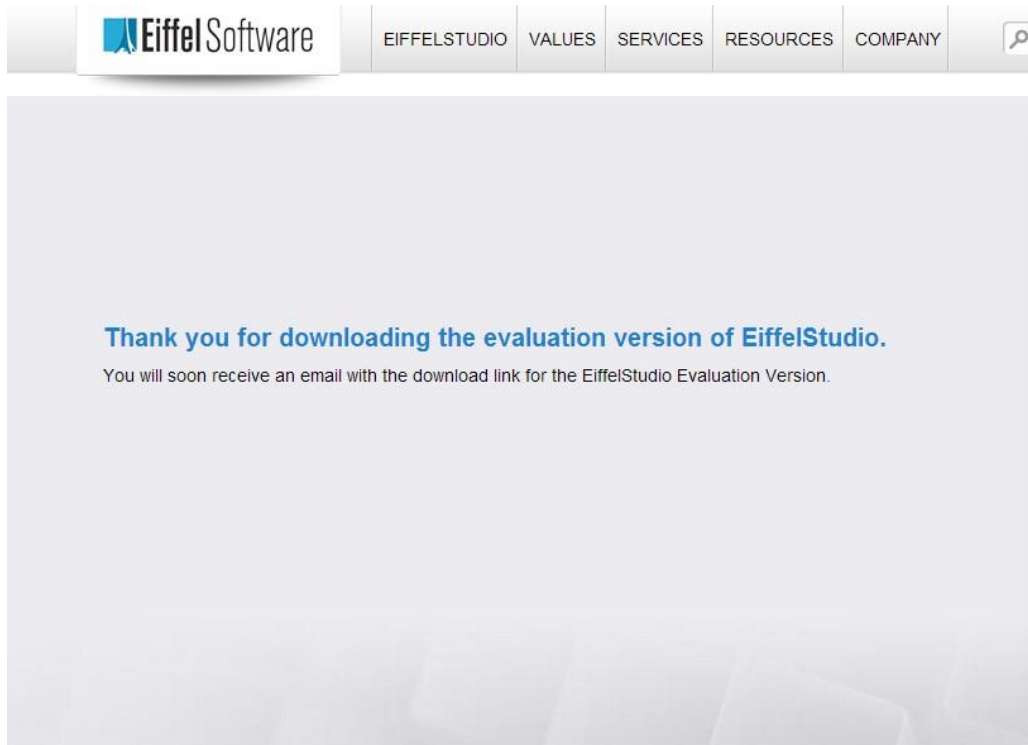 Eiffel Software EIFFELSTUDIO VALUES SERVICES RESOURCES COMPANY
Thank you for downloading the evaluation version of EiffelStudio.
You will soon receive an email with the download link for the EiffelStudio Evaluation Version.